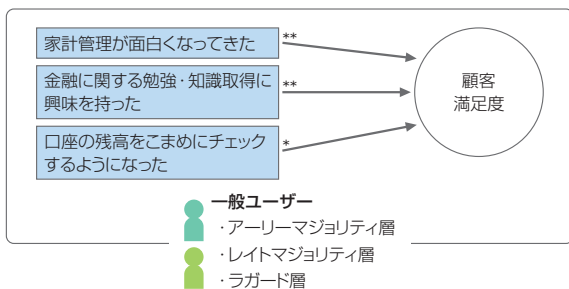 家計管理が面白くなってきた
**
金融に関する勉強・知識取得に
興味を持った
**
口座の残高をこまめにチェック
するようになった
*
顧客
満足度
一般ユーザー
・アーリーマジョリティ層
・レイトマジョリティ層
・ラガード層